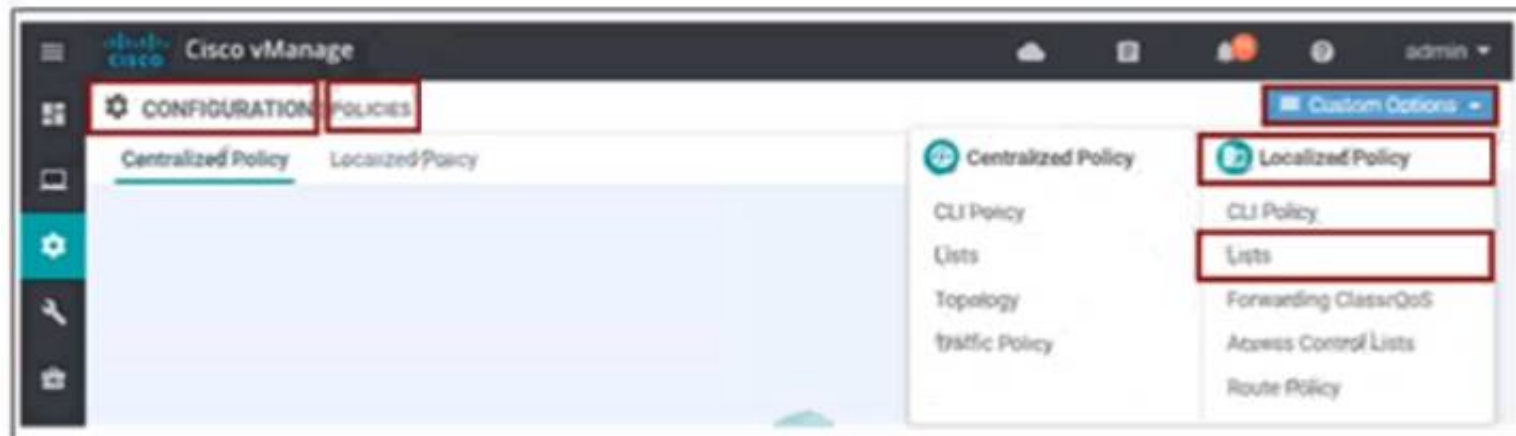 cisco Cisco vManage admin
CONFIGURATION POLICIES Custom Options
Centralized Policy Localized Policy
Centralized Policy
CLI Policy
Lists
Topology
Traffic Policy
Localized Policy
CLI Policy
Lists
Forwarding Class/QoS
Access Control Lists
Route Policy